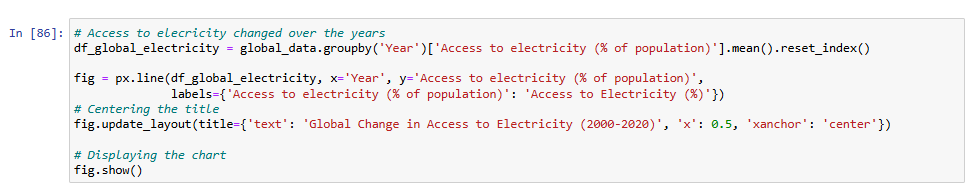 In [86]: # Access to elecricity changed over the years
df_global_electricity = global_data.groupby('Year')['Access to electricity (% of population)'].mean().reset_index()
fig = px.line(df_global_electricity, x='Year', y='Access to electricity (% of population)',
labels={'Access to electricity (% of population)': 'Access to Electricity (%)'})
# Centering the title
fig.update_layout(title={'text': 'Global Change in Access to Electricity (2000-2020)', 'x': 0.5, 'xanchor': 'center'})
# Displaying the chart
fig.show()